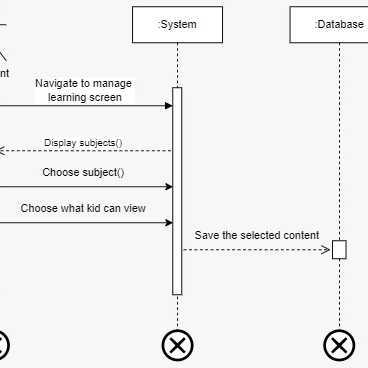 :System
:Database
nt
Navigate to manage
learning screen
Display subjects()
Choose subject()
Choose what kid can view
Save the selected content